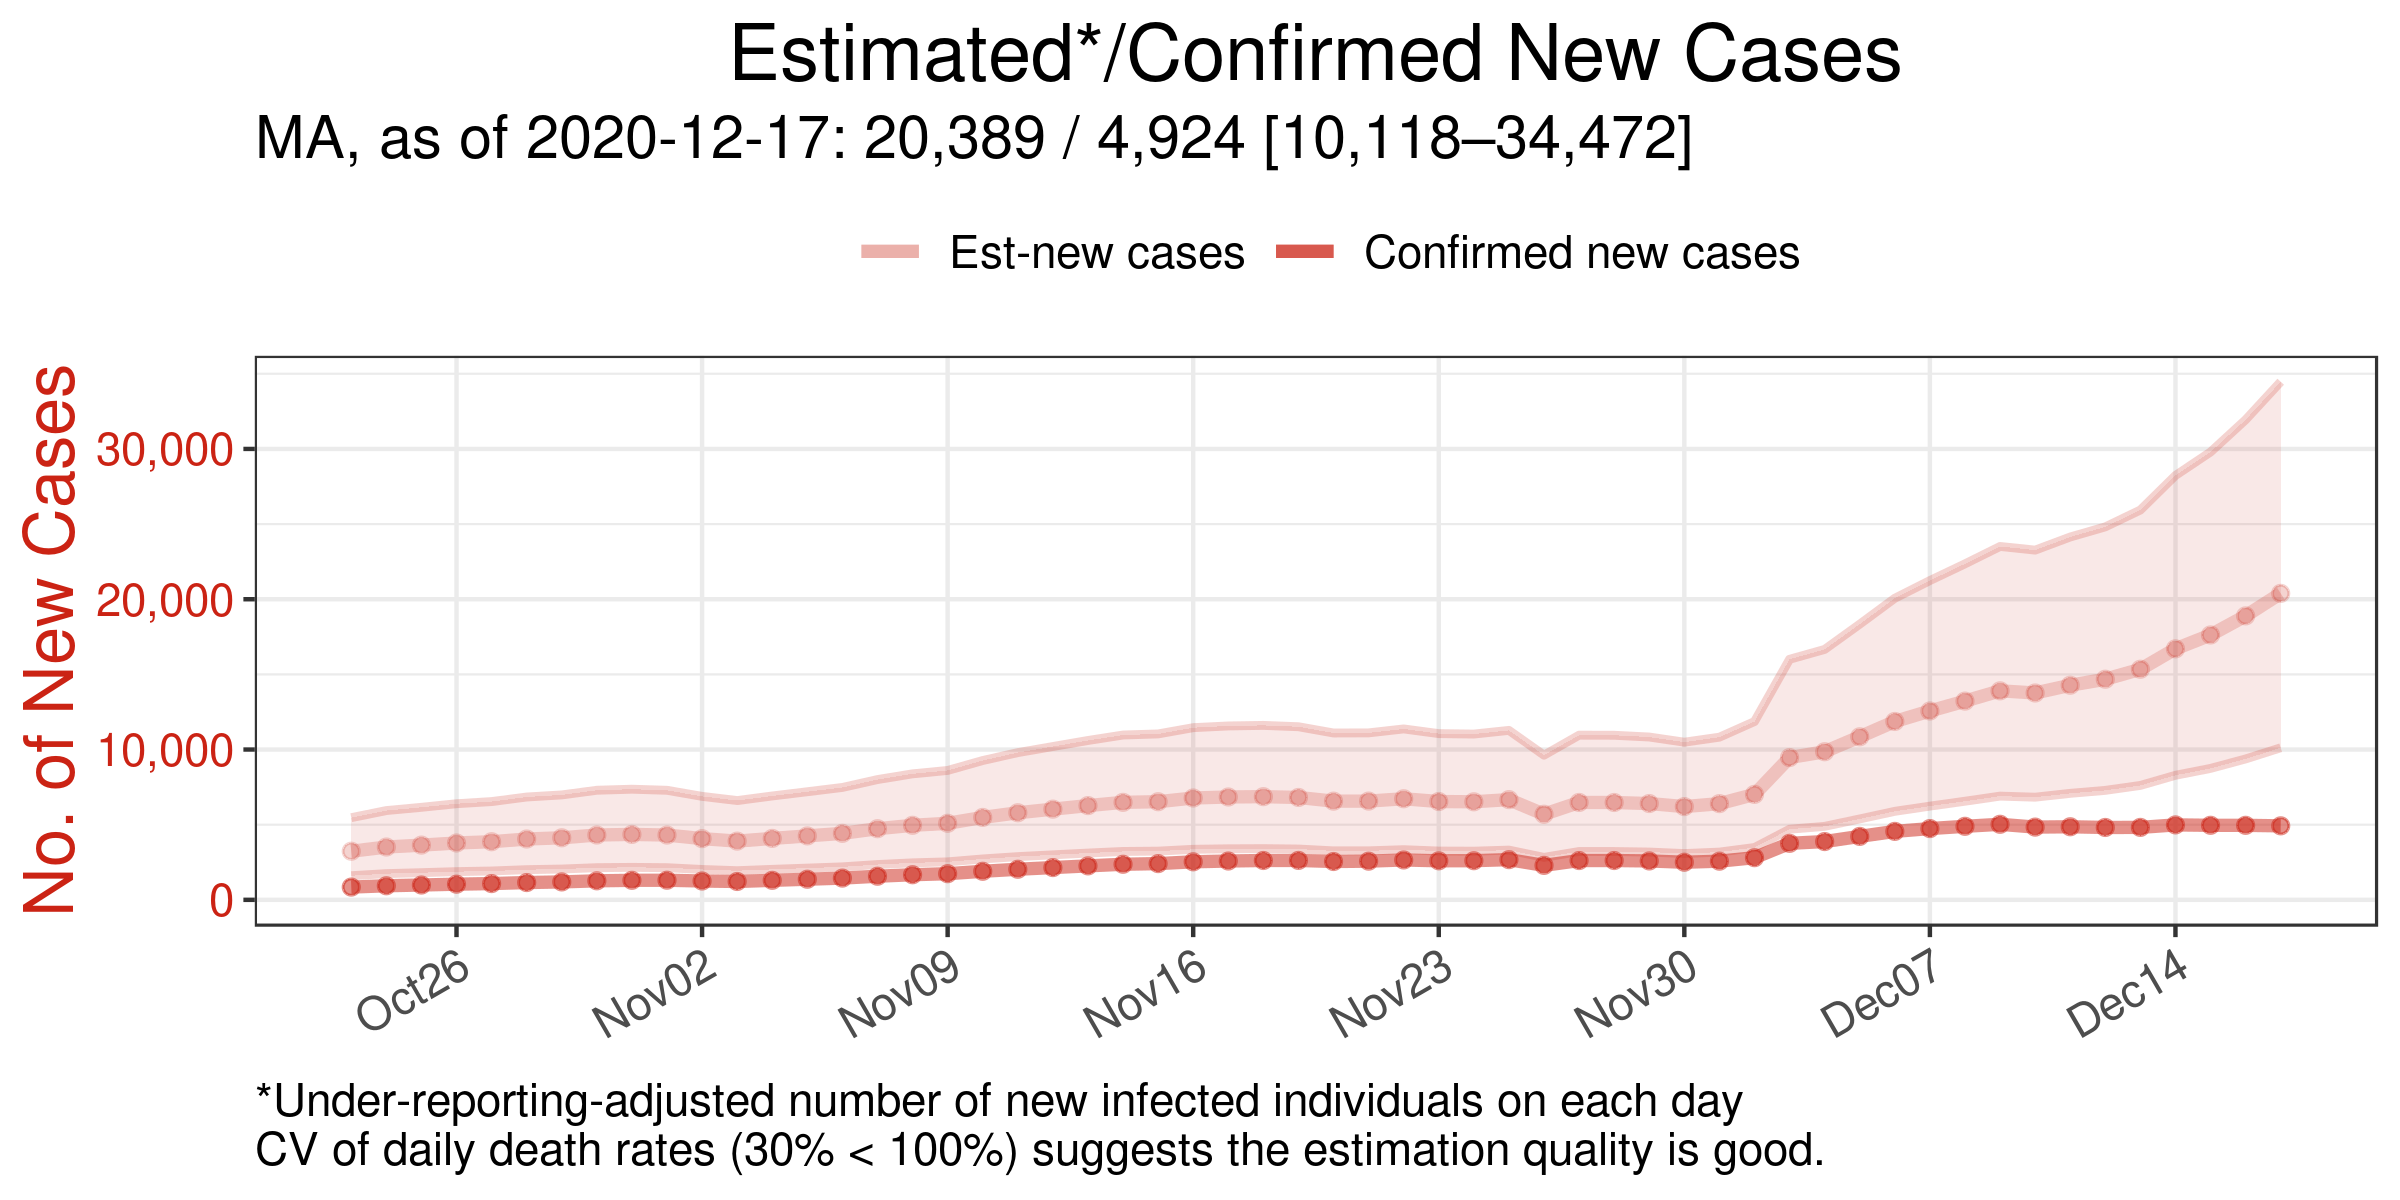 Estimated*/Confirmed New Cases
MA, as of 2020-12-17: 20,389 / 4,924 [10,118–34,472]
Est-new cases Confirmed new cases
No. of New Cases
30,000
20,000
10,000
0
Oct26 Nov02 Nov09 Nov16 Nov23 Nov30 Dec07 Dec14
*Under-reporting-adjusted number of new infected individuals on each day
CV of daily death rates (30% < 100%) suggests the estimation quality is good.